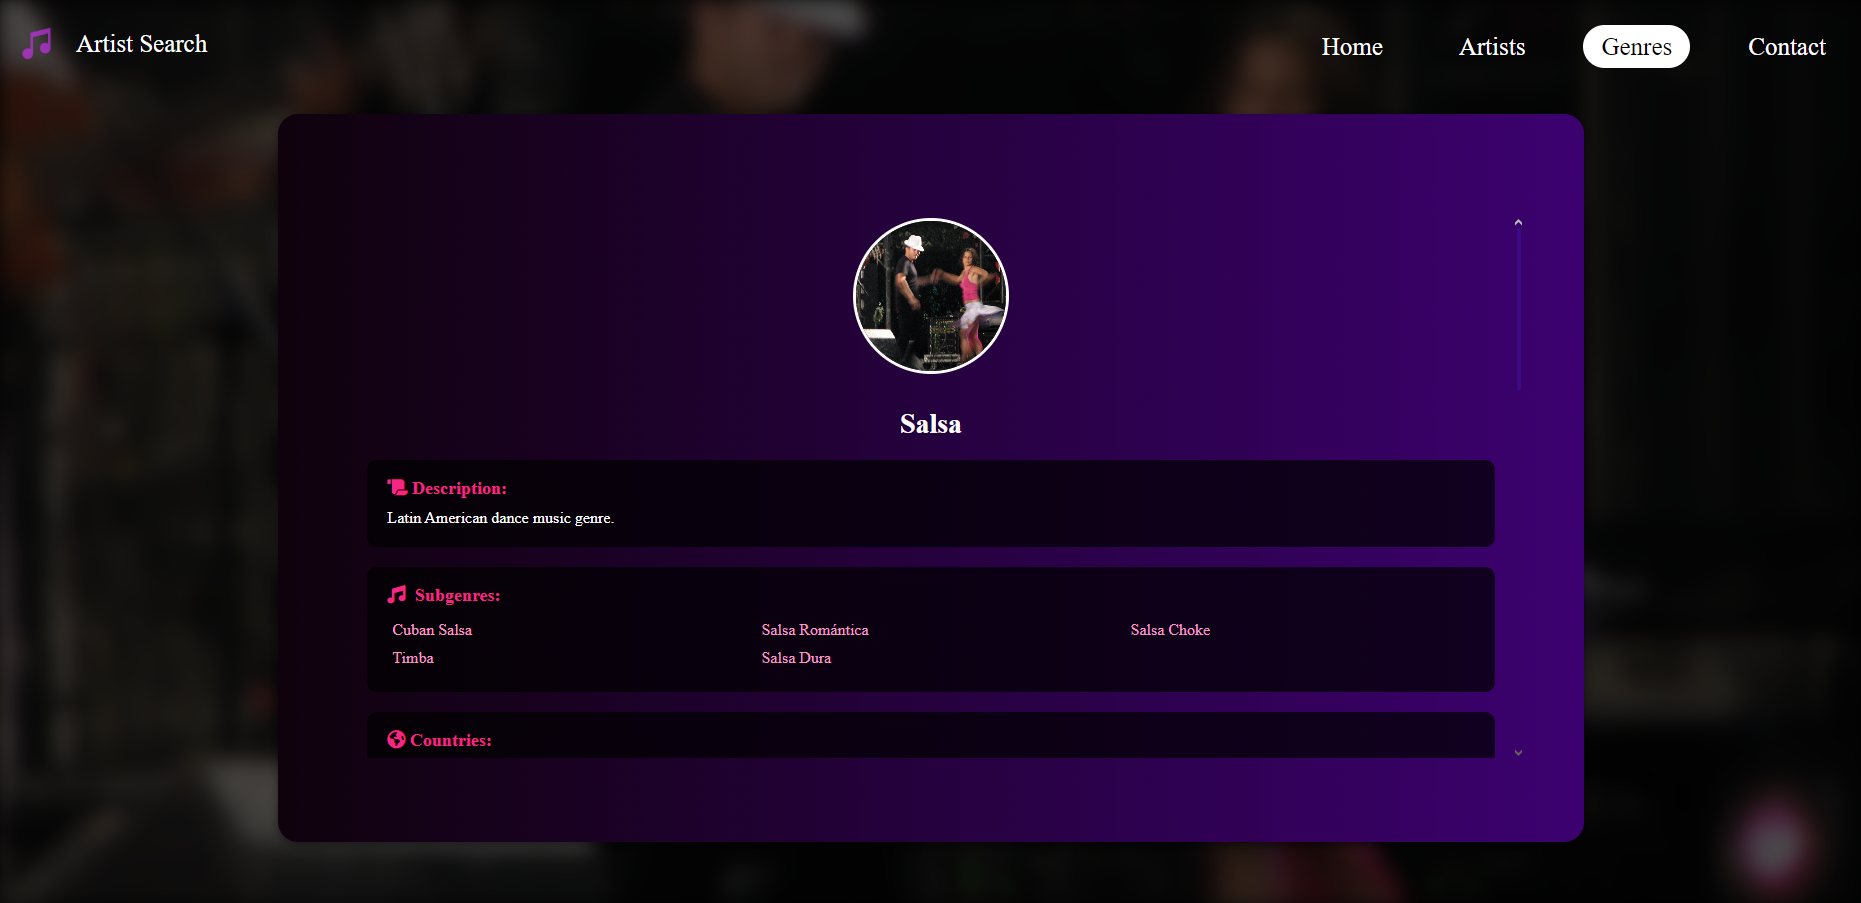 Artist Search
Home Artists Genres Contact
Salsa
Description:
Latin American dance music genre.
Subgenres:
Cuban Salsa Salsa Romántica Salsa Choke
Timba Salsa Dura
Countries: